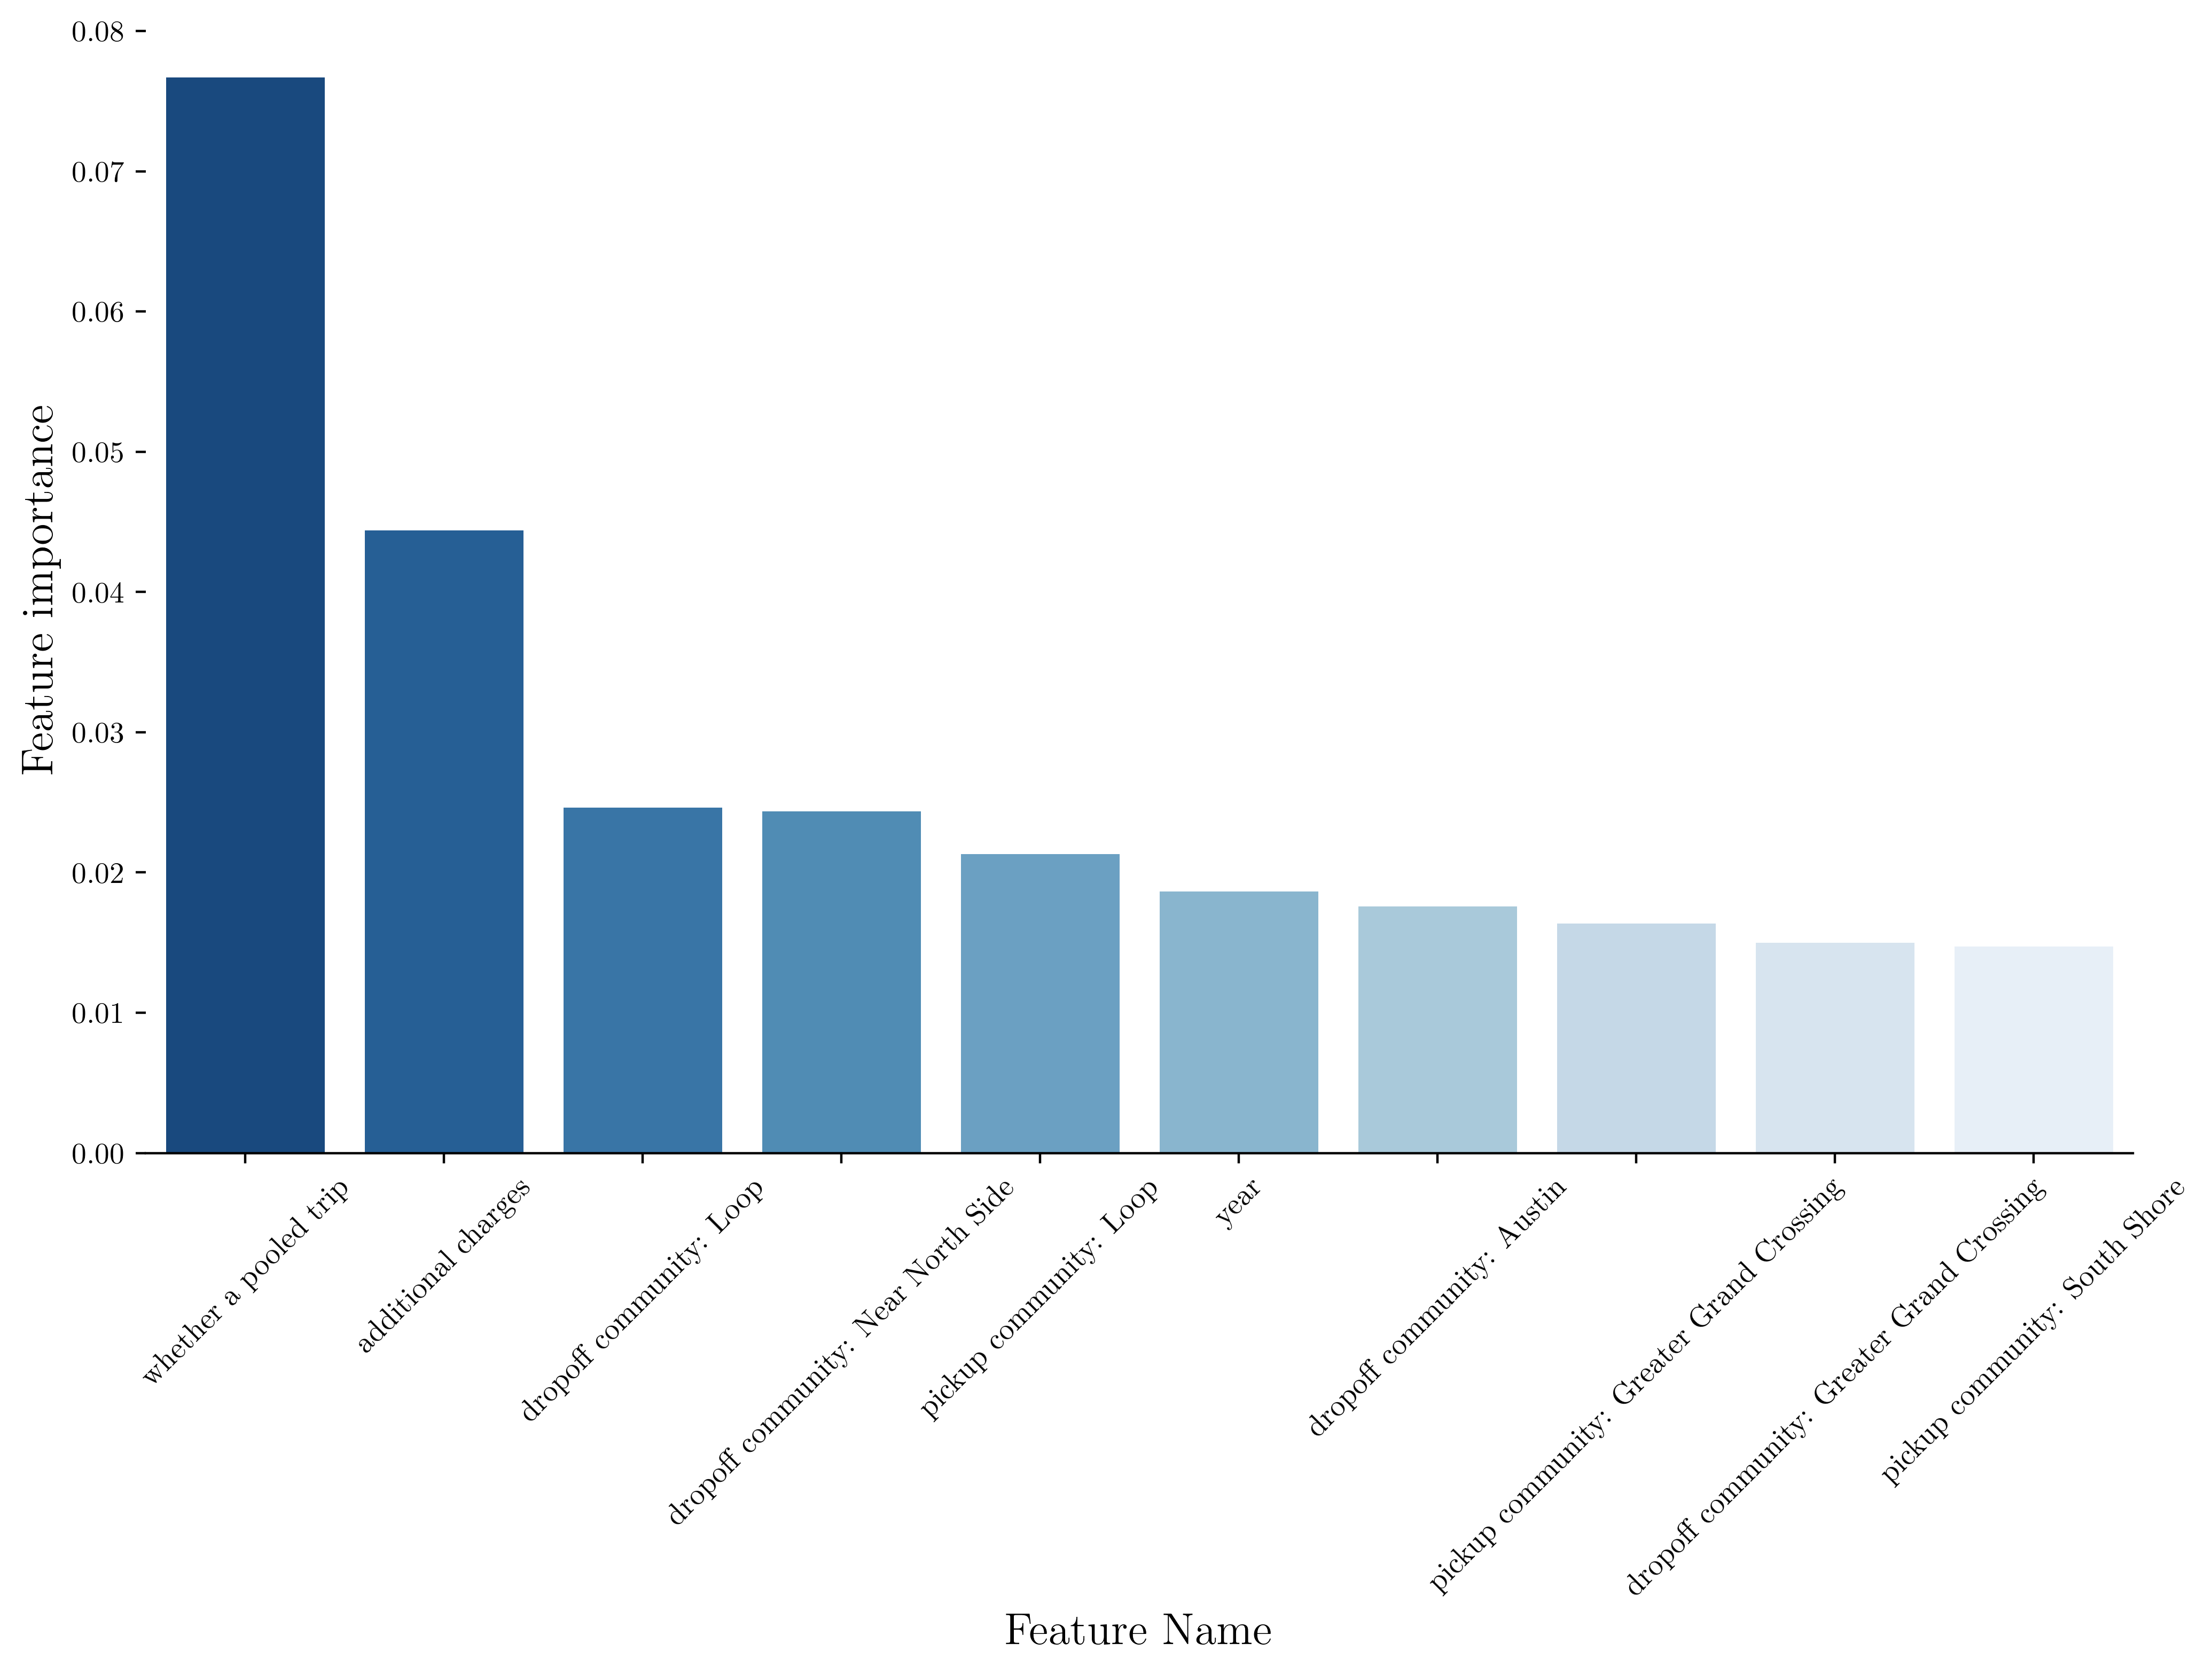 0.08
0.07
0.06
0.05
0.04
0.03
0.02
0.01
0.00
Feature importance
whether a pooled trip
additional charges
dropoff community: Loop
dropoff community: Near North Side
pickup community: Loop
year
dropoff community: Austin
pickup community: Greater Grand Crossing
dropoff community: Greater Grand Crossing
pickup community: South Shore
Feature Name